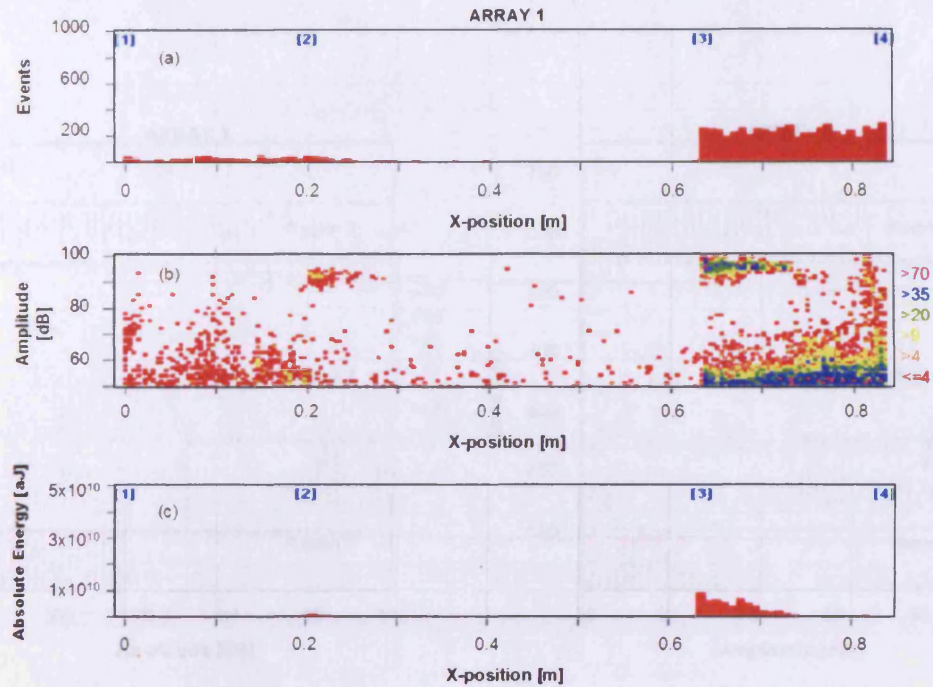 ARRAY 1
1000
600
200
Events
[1]
[2]
[3]
[4]
(a)
0
0.2
0.4
0.6
0.8
X-position [m]
100
80
60
Amplitude
[dB]
(b)
>70
>35
>20
>9
>4
<=4
0
0.2
0.4
0.6
0.8
X-position [m]
Absolute Energy [aJ]
5x10¹⁰
3x10¹⁰
1x10¹⁰
[1]
[2]
[3]
[4]
(c)
0
0.2
0.4
0.6
0.8
X-position [m]